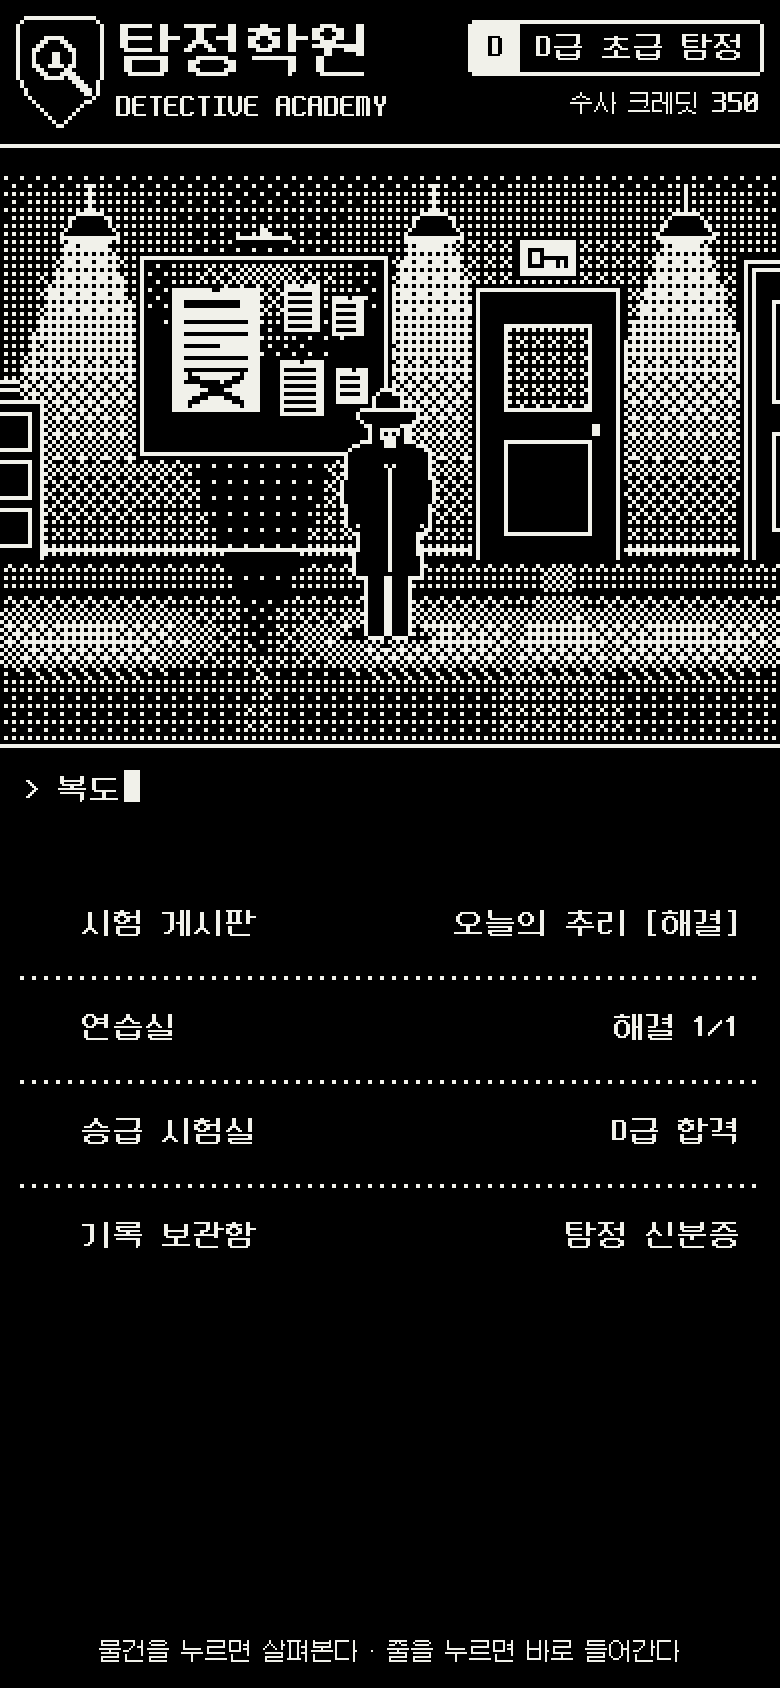 탐정학원
DETECTIVE ACADEMY
D D급 초급 탐정
수사 크레딧 350
> 복도
시험 게시판 오늘의 추리 [해결]
연습실 해결 1/1
승급 시험실 D급 합격
기록 보관함 탐정 신분증
물건을 누르면 살펴본다 · 줄을 누르면 바로 들어간다